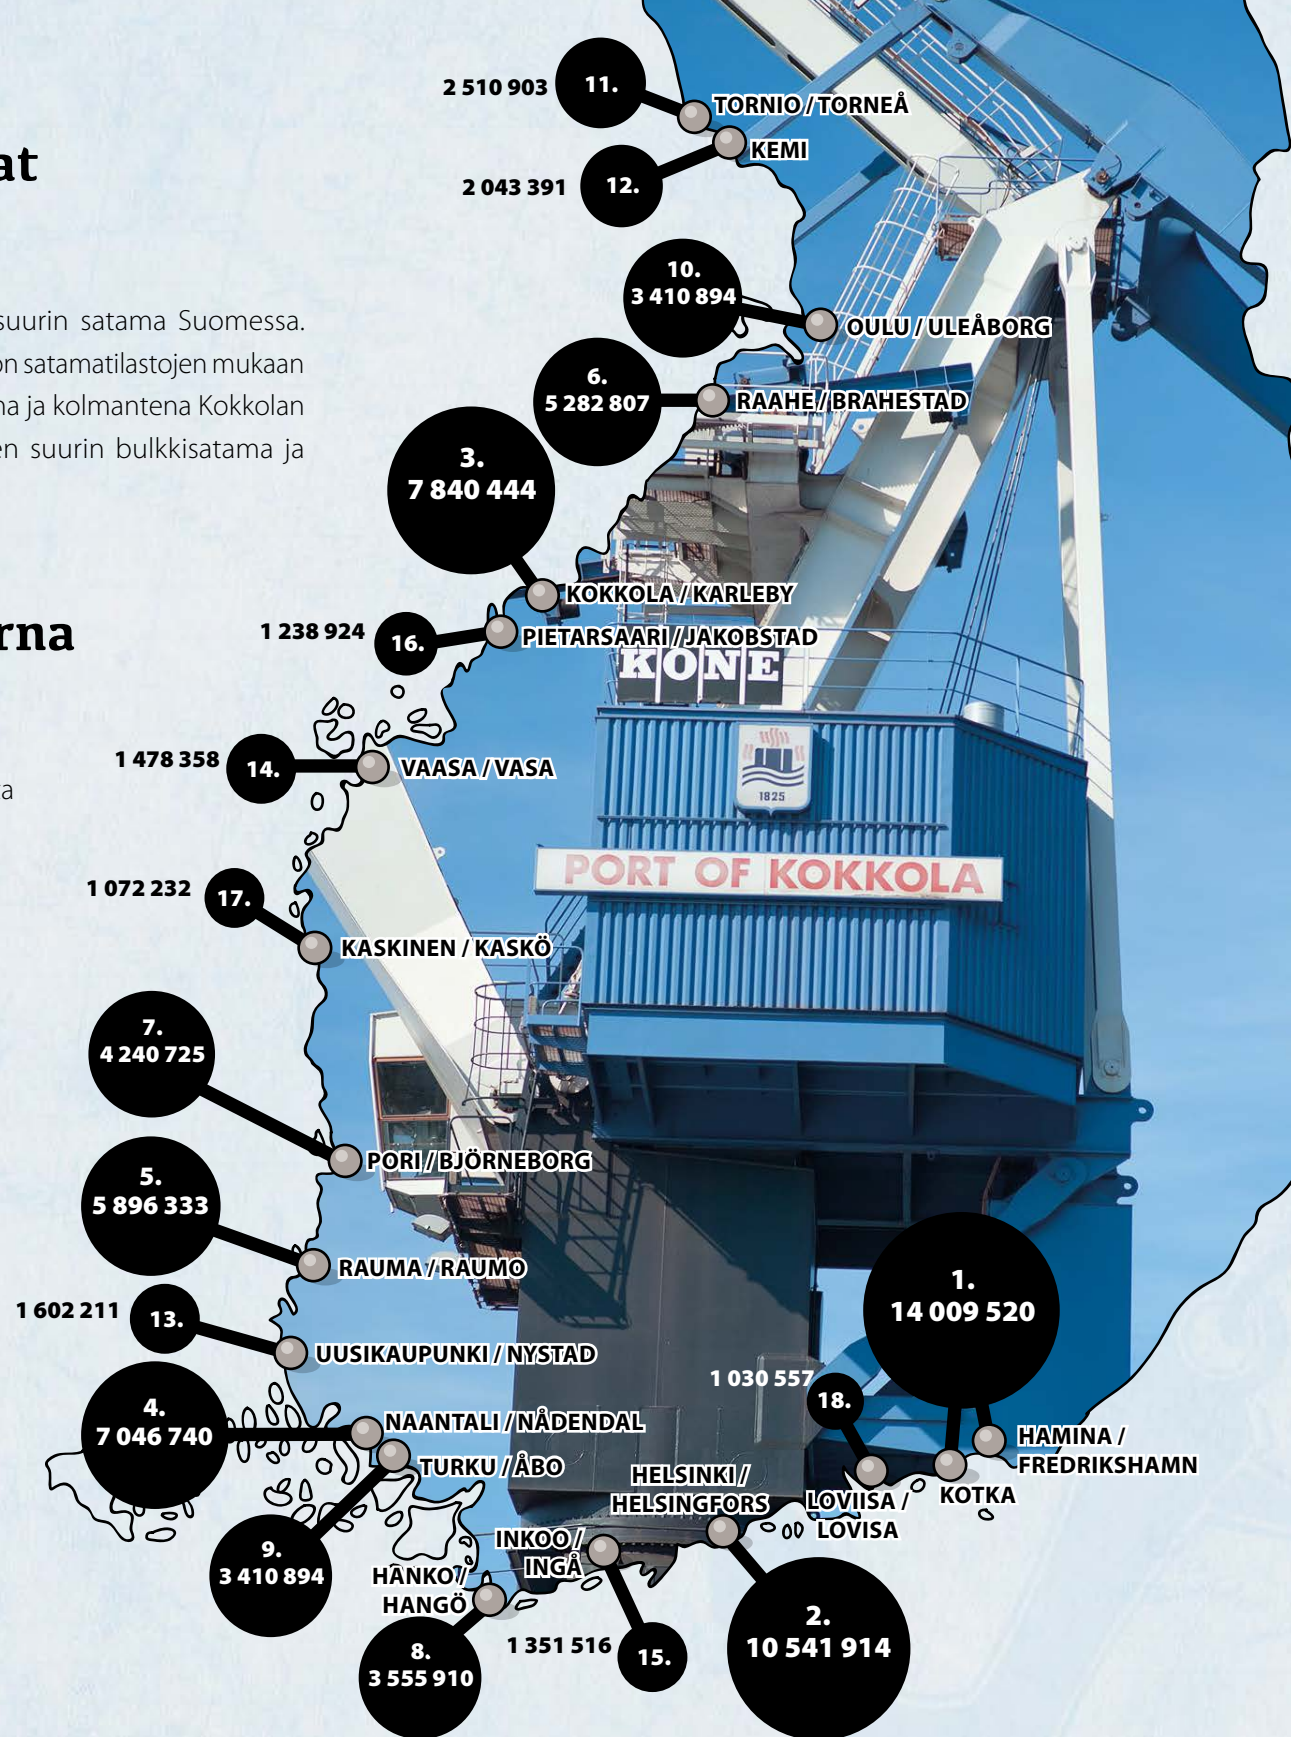 at
suurin satama Suomessa.
on satamatilastojen mukaan
na ja kolmantena Kokkolan
en suurin bulkkisatama ja
rna
ta
2 510 903
11.
TORNIO / TORNEÅ
KEMI
2 043 391
12.
10.
3 410 894
OULU / ULEÅBORG
6.
5 282 807
RAAHE / BRAHESTAD
3.
7 840 444
KOKKOLA / KARLEBY
1 238 924
16.
PIETARSAARI / JAKOBSTAD
KONE
1825
1 478 358
14.
VAASA / VASA
PORT OF KOKKOLA
1 072 232
17.
KASKINEN / KASKÖ
7.
4 240 725
PORI / BJÖRNEBORG
5.
5 896 333
RAUMA / RAUMO
1 602 211
13.
UUSIKAUPUNKI / NYSTAD
4.
7 046 740
NAANTALI / NÅDENDAL
TURKU / ÅBO
9.
3 410 894
HANKO /
HANGÖ
8.
3 555 910
INKOO /
INGÅ
1 351 516
15.
HELSINKI /
HELSINGFORS
2.
10 541 914
1 030 557
18.
LOVIISA /
LOVISA
1.
14 009 520
KOTKA
HAMINA /
FREDRIKSHAMN